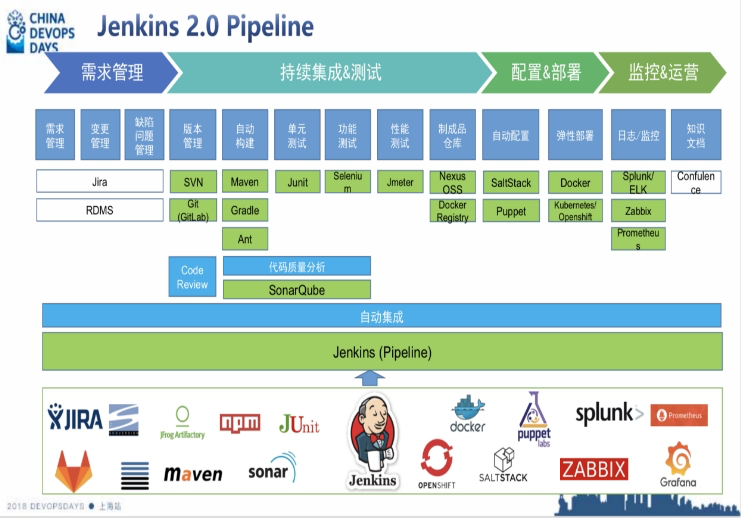 CHINA
DEVOPS
DAYS
Jenkins 2.0 Pipeline
需求管理
持续集成&测试
配置&部署
监控&运营
需求
管理
变更
管理
缺陷
问题
管理
版本
管理
自动
构建
单元
测试
功能
测试
性能
测试
制成品
仓库
自动配置
弹性部署
日志/监控
知识
文档
Jira
SVN
Maven
Junit
Seleniu
m
Jmeter
Nexus
OSS
SaltStack
Docker
Splunk/
ELK
Confulen
ce
RDMS
Git
(GitLab)
Gradle
Docker
Registry
Puppet
Kubernetes/
Openshift
Zabbix
Ant
Prometheu
s
Code
Review
代码质量分析
SonarQube
自动集成
Jenkins (Pipeline)
JIRA
JFrog Artifactory
npm
JUnit
Jenkins
docker
puppet
labs
splunk>
Prometheus
maven
sonar
OPENSHIFT
SALTSTACK
ZABBIX
Grafana
2018 DEVOPSDAYS ● 上海站